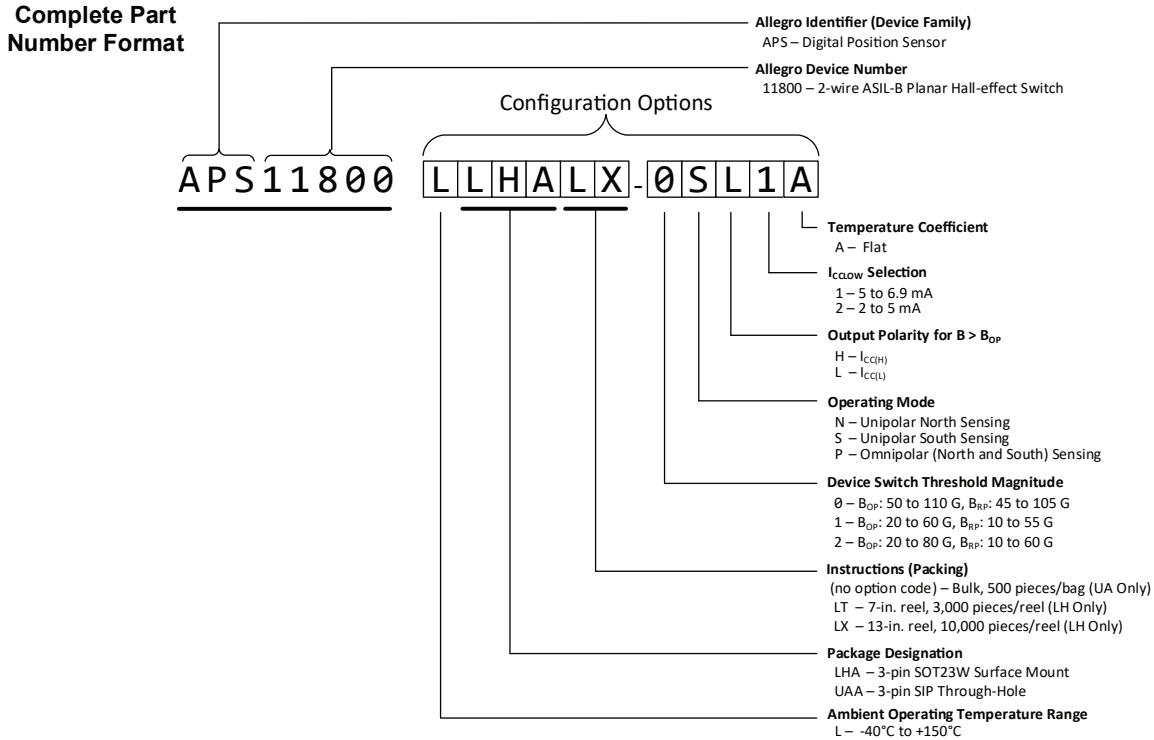 Complete Part
Number Format
Allegro Identifier (Device Family)
APS – Digital Position Sensor
Allegro Device Number
11800 – 2-wire ASIL-B Planar Hall-effect Switch
Configuration Options
APS11800 LLHALX-0SL1A
Temperature Coefficient
A – Flat
ICCLOW Selection
1 – 5 to 6.9 mA
2 – 2 to 5 mA
Output Polarity for B > BOP
H – ICC(H)
L – ICC(L)
Operating Mode
N – Unipolar North Sensing
S – Unipolar South Sensing
P – Omnipolar (North and South) Sensing
Device Switch Threshold Magnitude
0 – BOP: 50 to 110 G, BRP: 45 to 105 G
1 – BOP: 20 to 60 G, BRP: 10 to 55 G
2 – BOP: 20 to 80 G, BRP: 10 to 60 G
Instructions (Packing)
(no option code) – Bulk, 500 pieces/bag (UA Only)
LT – 7-in. reel, 3,000 pieces/reel (LH Only)
LX – 13-in. reel, 10,000 pieces/reel (LH Only)
Package Designation
LHA – 3-pin SOT23W Surface Mount
UAA – 3-pin SIP Through-Hole
Ambient Operating Temperature Range
L – -40°C to +150°C